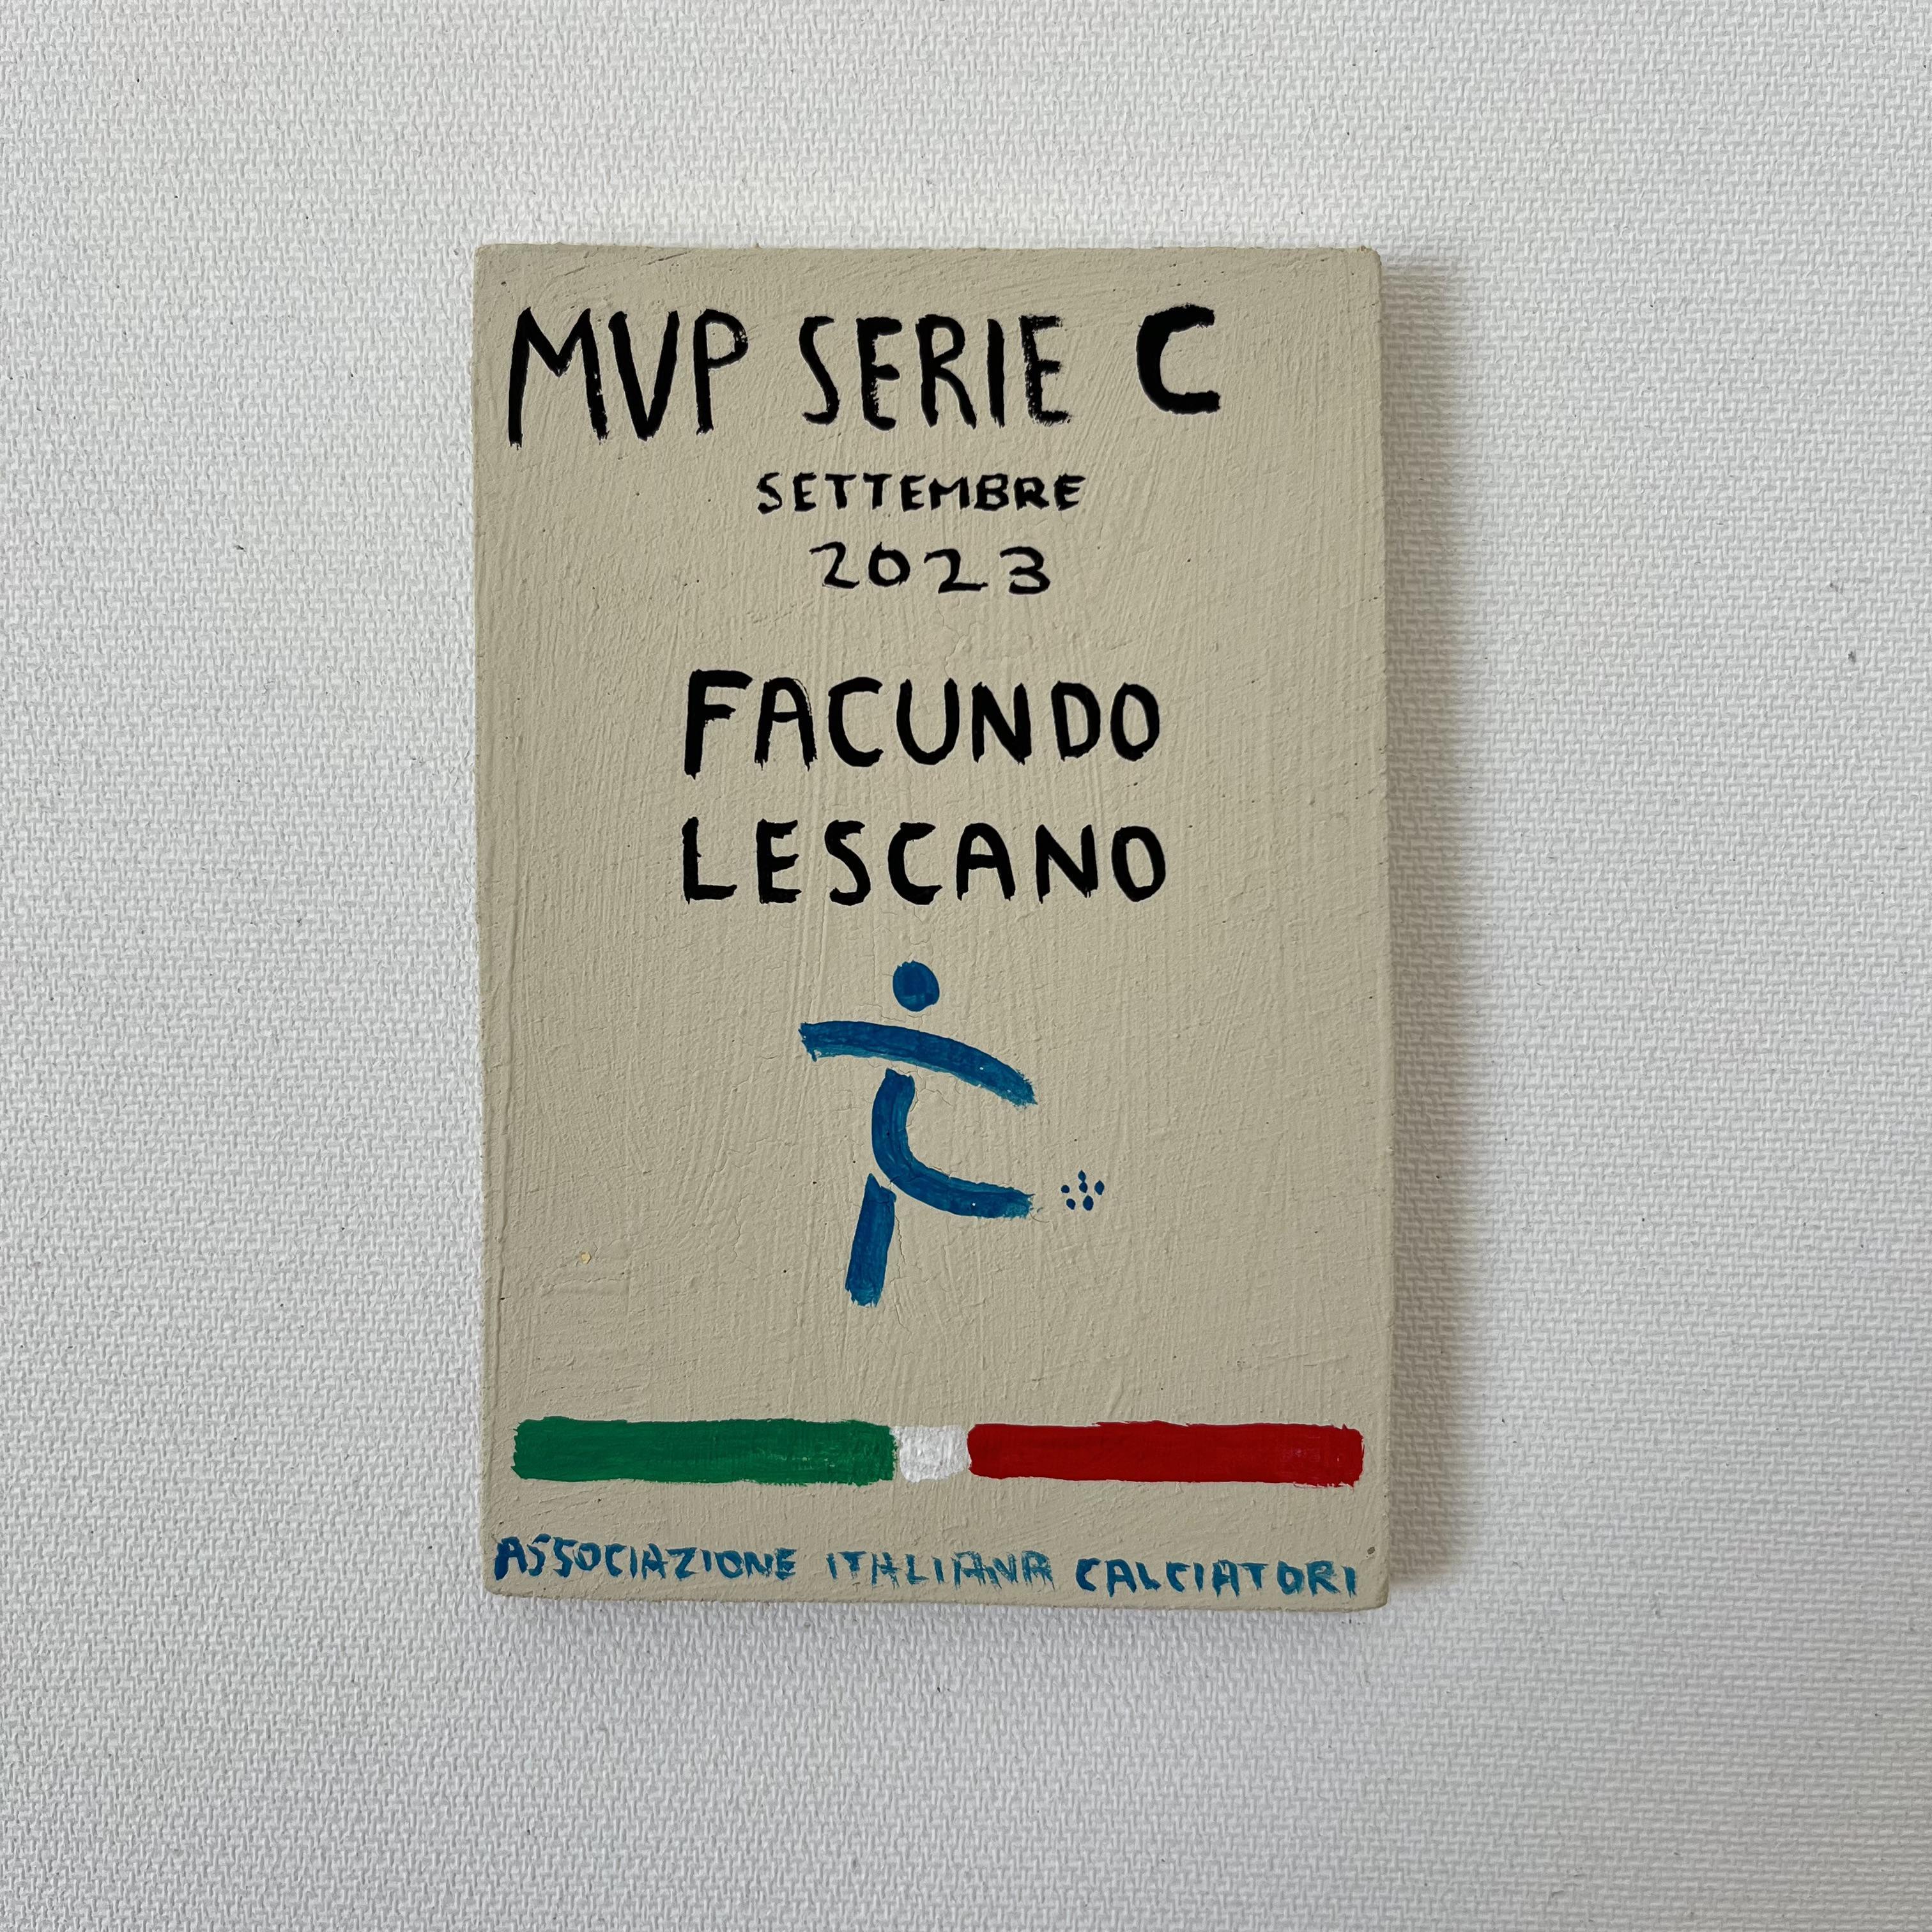 MVP SERIE C
SETTEMBRE
2023
FACUNDO
LESCANO
ASSOCIAZIONE ITALIANA CALCIATORI